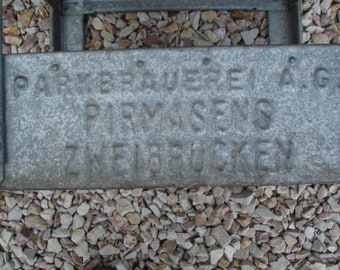 PARKBRAUEREI A.G.
PIRMASENS
ZWEIBRÜCKEN